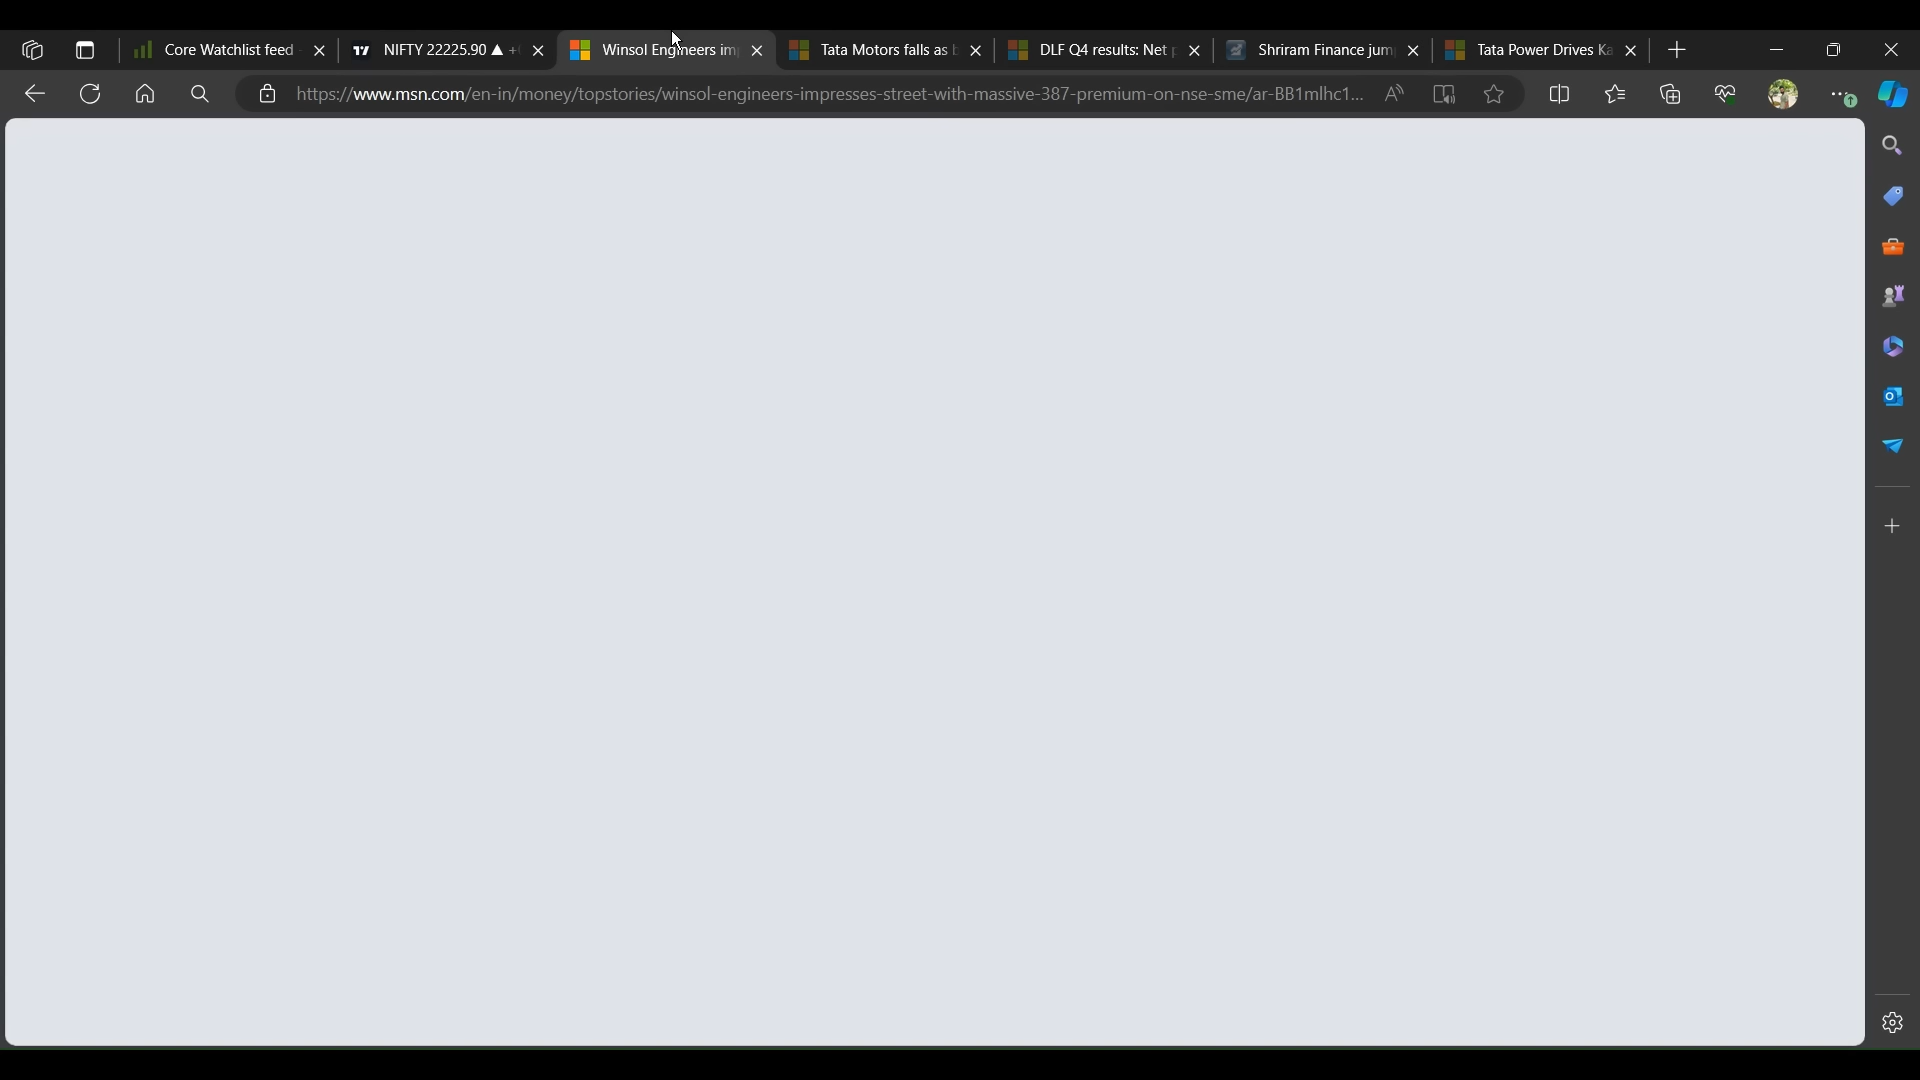 Core Watchlist feed
NIFTY 22225.90 ▲ +
Winsol Engineers im
Tata Motors falls as b
DLF Q4 results: Net p
Shriram Finance jum
Tata Power Drives Ka
https://www.msn.com/en-in/money/topstories/winsol-engineers-impresses-street-with-massive-387-premium-on-nse-sme/ar-BB1mlhc1...